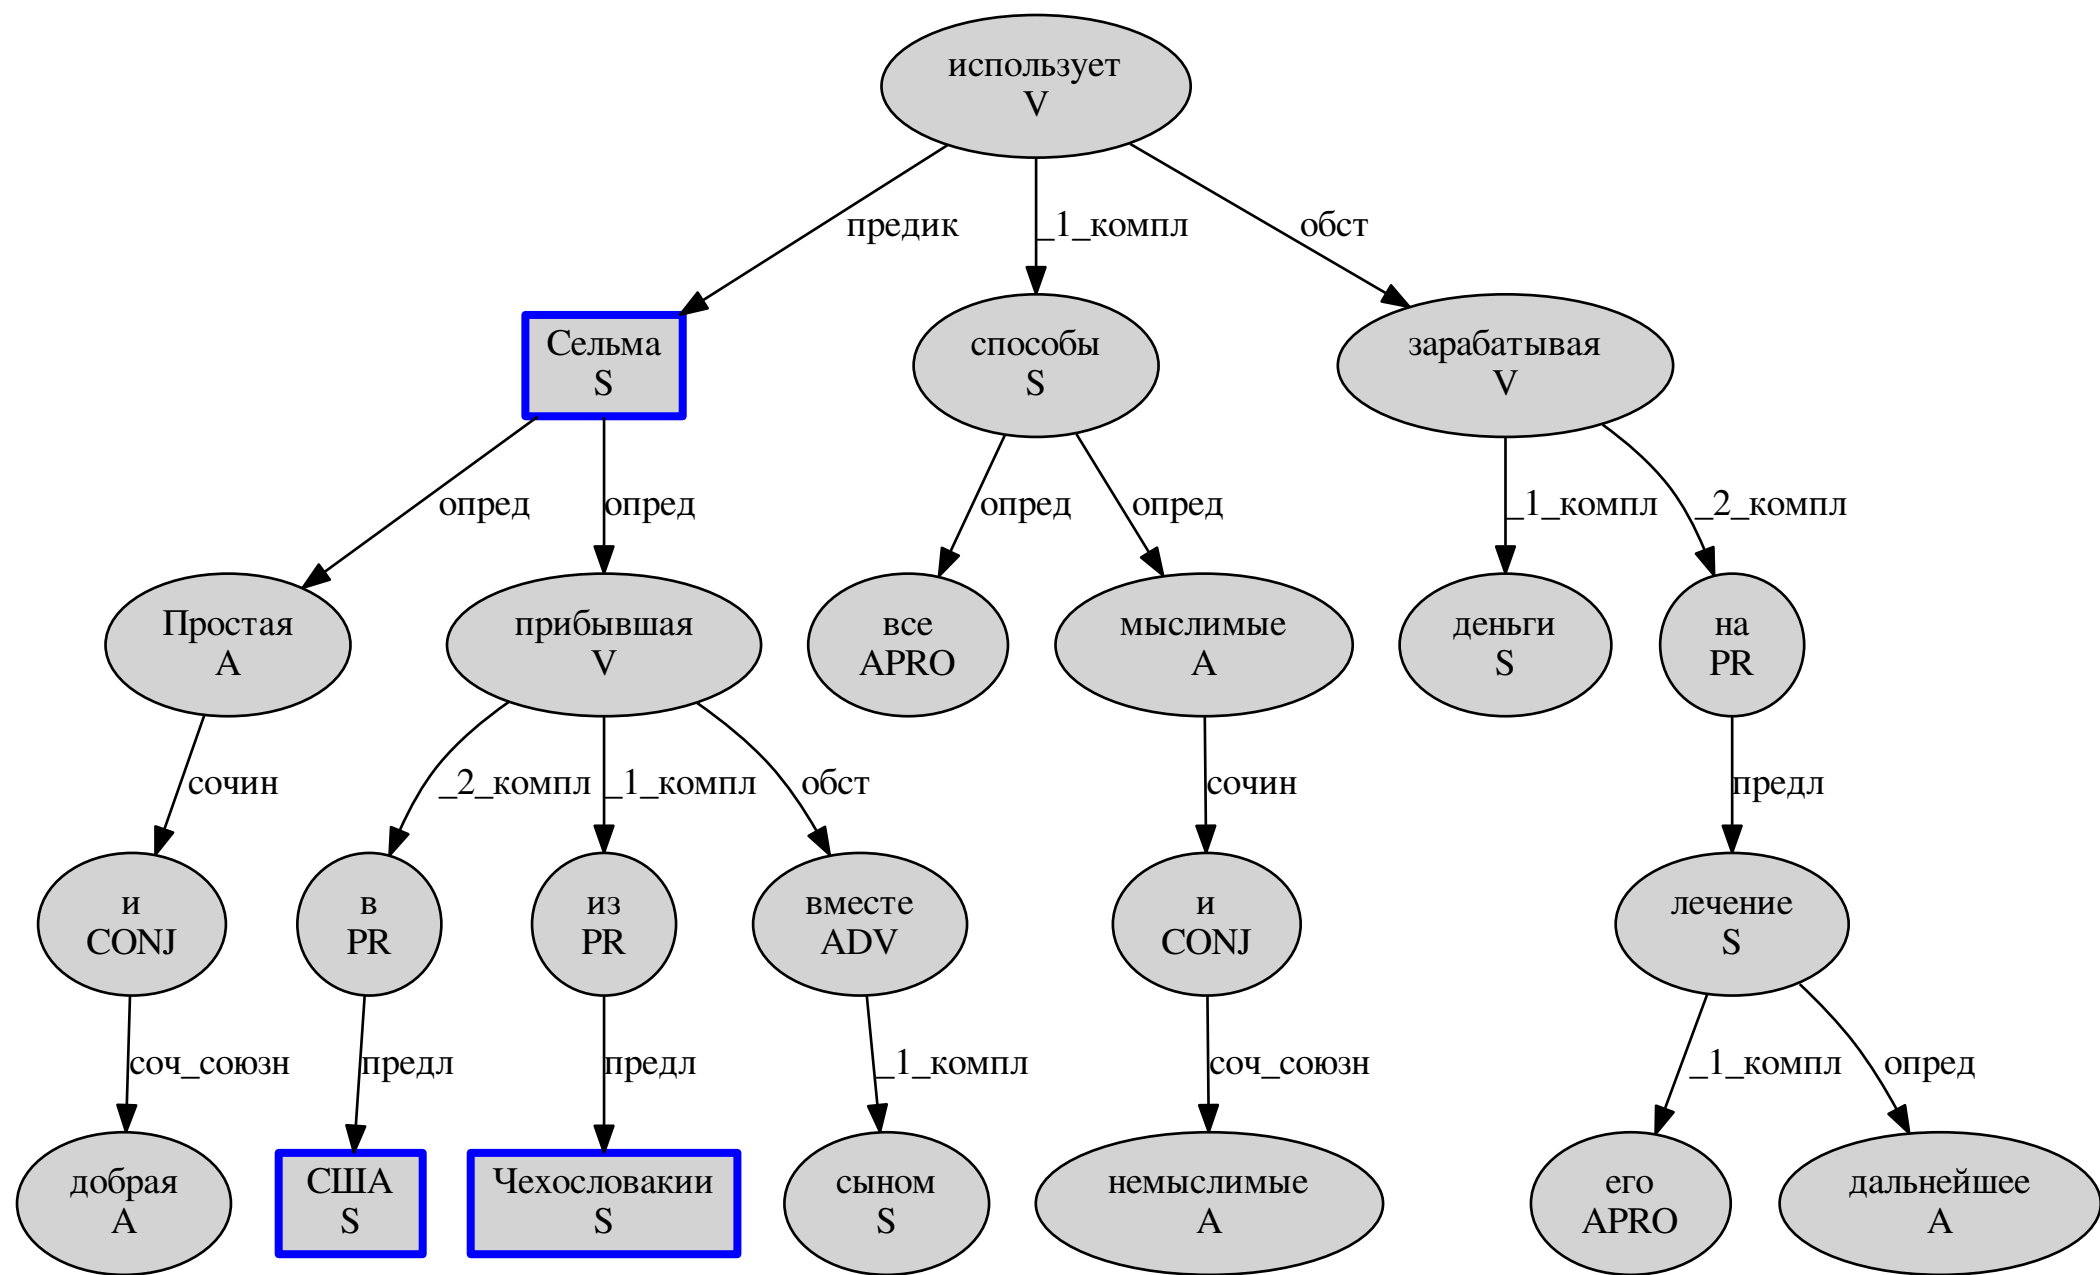 использует
V
предик
_1_компл
обст
Сельма
S
способы
S
зарабатывая
V
опред
опред
опред
опред
_1_компл
_2_компл
Простая
A
прибывшая
V
все
APRO
мыслимые
A
деньги
S
на
PR
сочин
_2_компл
_1_компл
обст
сочин
предл
и
CONJ
в
PR
из
PR
вместе
ADV
и
CONJ
лечение
S
соч_союзн
предл
предл
_1_компл
соч_союзн
_1_компл
опред
добрая
A
США
S
Чехословакии
S
сыном
S
немыслимые
A
его
APRO
дальнейшее
A